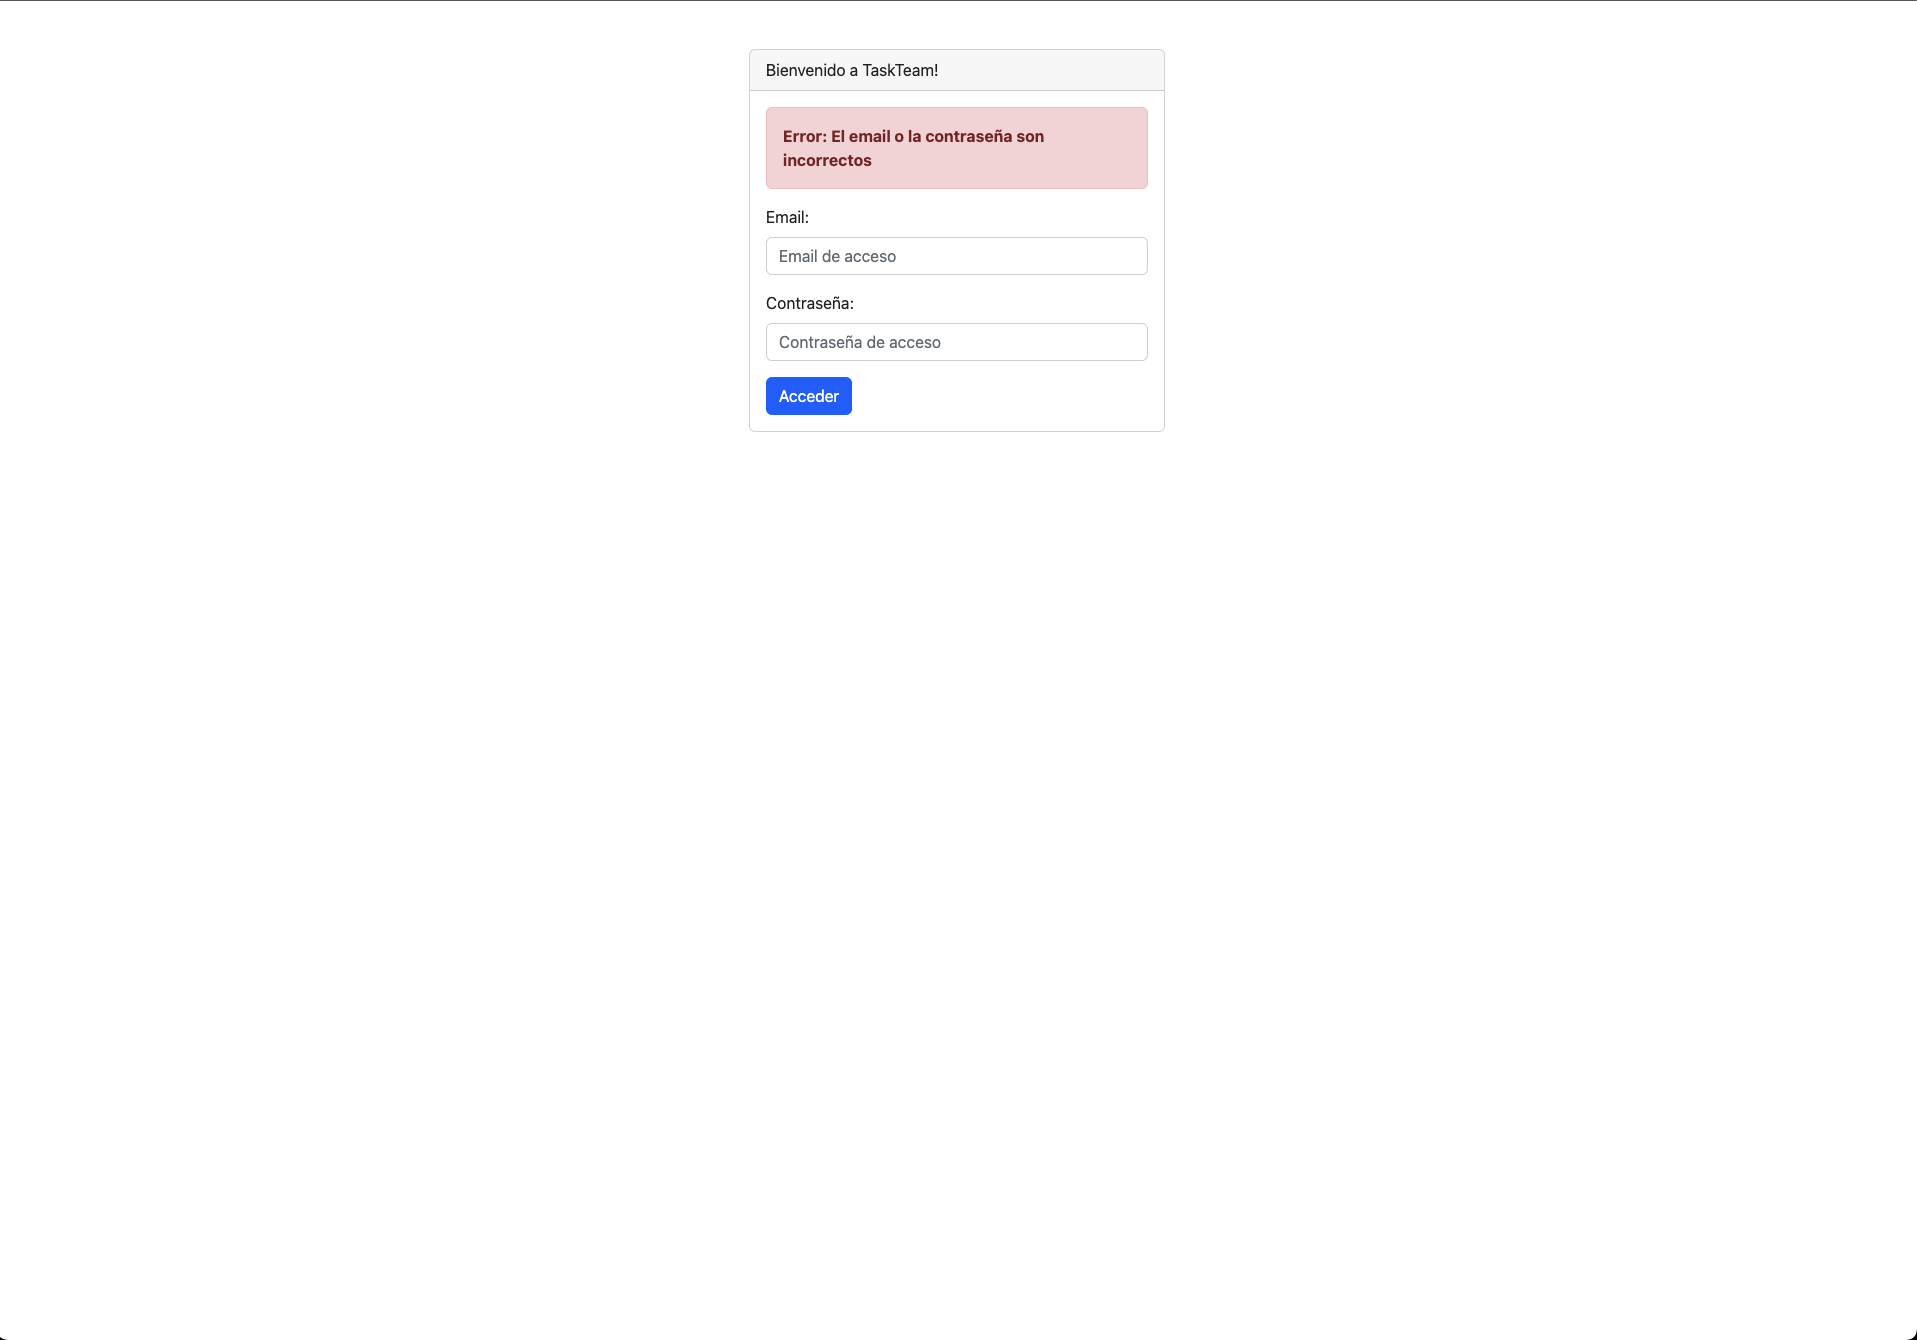 Bienvenido a TaskTeam!
Error: El email o la contraseña son
incorrectos
Email:
Email de acceso
Contraseña:
Contraseña de acceso
Acceder